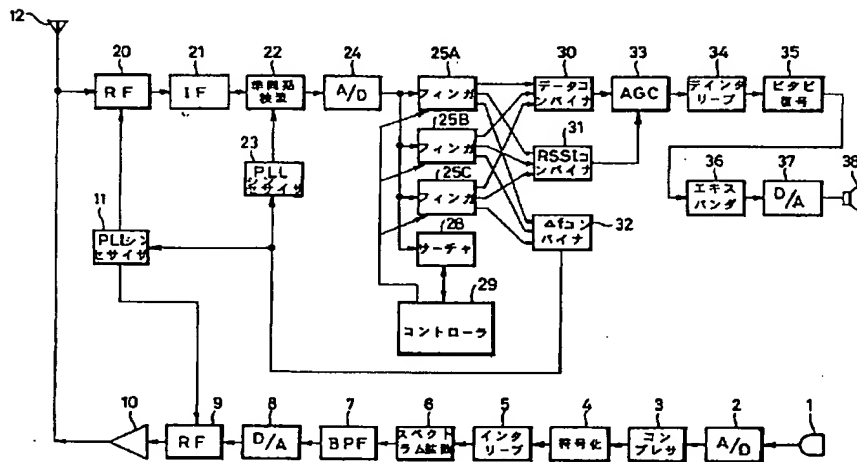 12
20
21
22
24
25A
30
33
34
35
RF
IF
準同期
検波
A/D
フィンガ
データコ
ンバイナ
AGC
デインタ
リーブ
ビタビ
復号
25B
フィンガ
31
RSSIコ
ンバイナ
23
PLL
シンセサイザ
25C
フィンガ
36
37
38
エキス
パンダ
D/A
11
PLLシン
セサイザ
28
サーチャ
Δfコン
バイナ
32
29
コントローラ
10
9
8
7
6
5
4
3
2
1
RF
D/A
BPF
スペクト
ラム拡散
インタ
リーブ
符号化
コン
プレサ
A/D